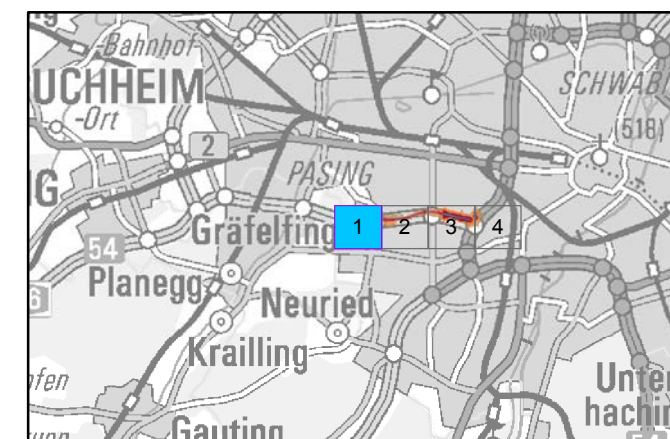 Bahnhof
UCHHEIM
-Ort
SCHWAB
518)
2
PASING
G
Gräfelfing
1
2
3
4
54
Planegg
Neuried
Krailling
fen
Unter
hachin
Gauting